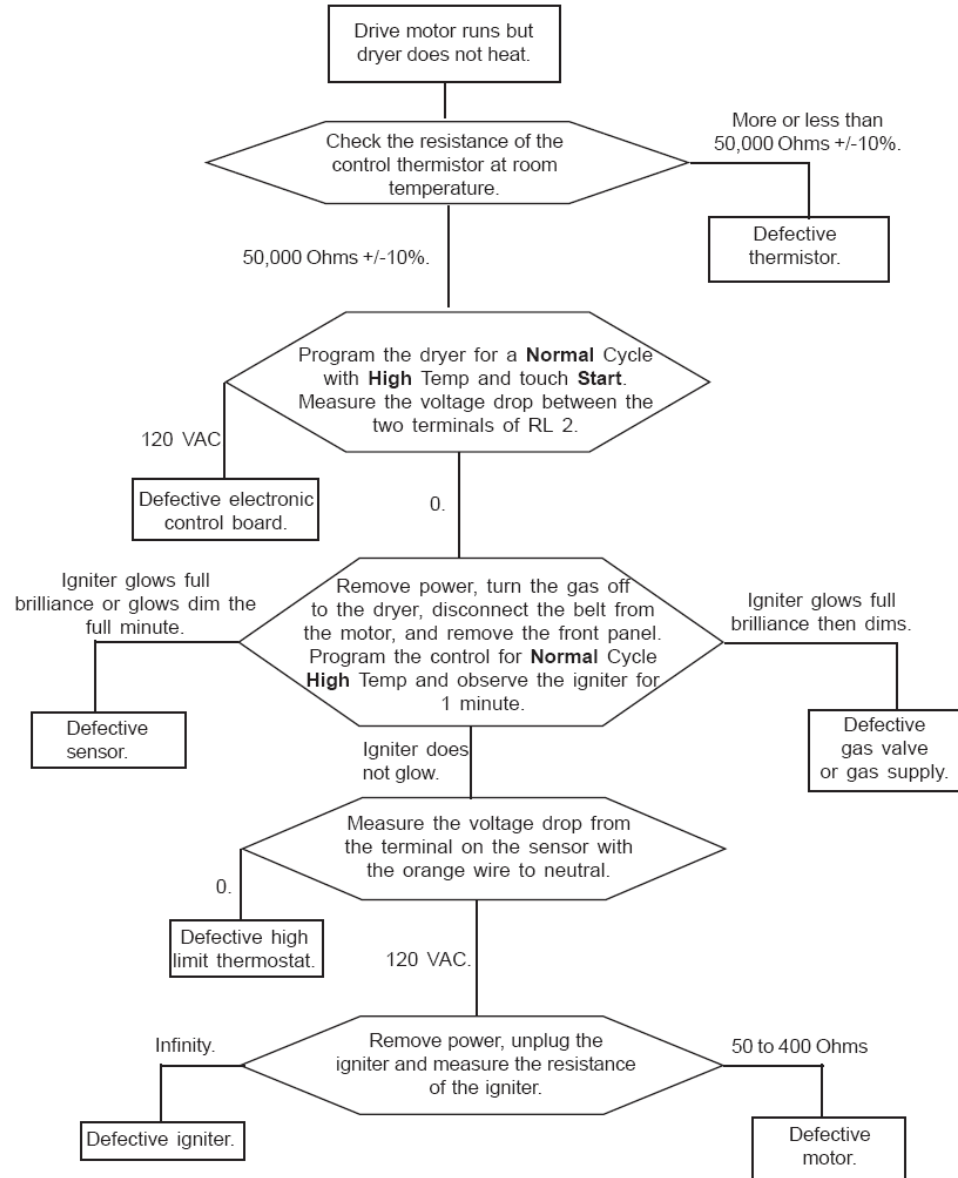 Drive motor runs but
dryer does not heat.
Check the resistance of the
control thermistor at room
temperature.
More or less than
50,000 Ohms +/-10%.
Defective
thermistor.
50,000 Ohms +/-10%.
Program the dryer for a Normal Cycle
with High Temp and touch Start.
Measure the voltage drop between the
two terminals of RL 2.
120 VAC
Defective electronic
control board.
0.
Remove power, turn the gas off
to the dryer, disconnect the belt from
the motor, and remove the front panel.
Program the control for Normal Cycle
High Temp and observe the igniter for
1 minute.
Igniter glows full
brilliance or glows dim the
full minute.
Defective
sensor.
Igniter glows full
brilliance then dims.
Defective
gas valve
or gas supply.
Igniter does
not glow.
Measure the voltage drop from
the terminal on the sensor with
the orange wire to neutral.
0.
Defective high
limit thermostat.
120 VAC.
Remove power, unplug the
igniter and measure the resistance
of the igniter.
Infinity.
Defective igniter.
50 to 400 Ohms
Defective
motor.